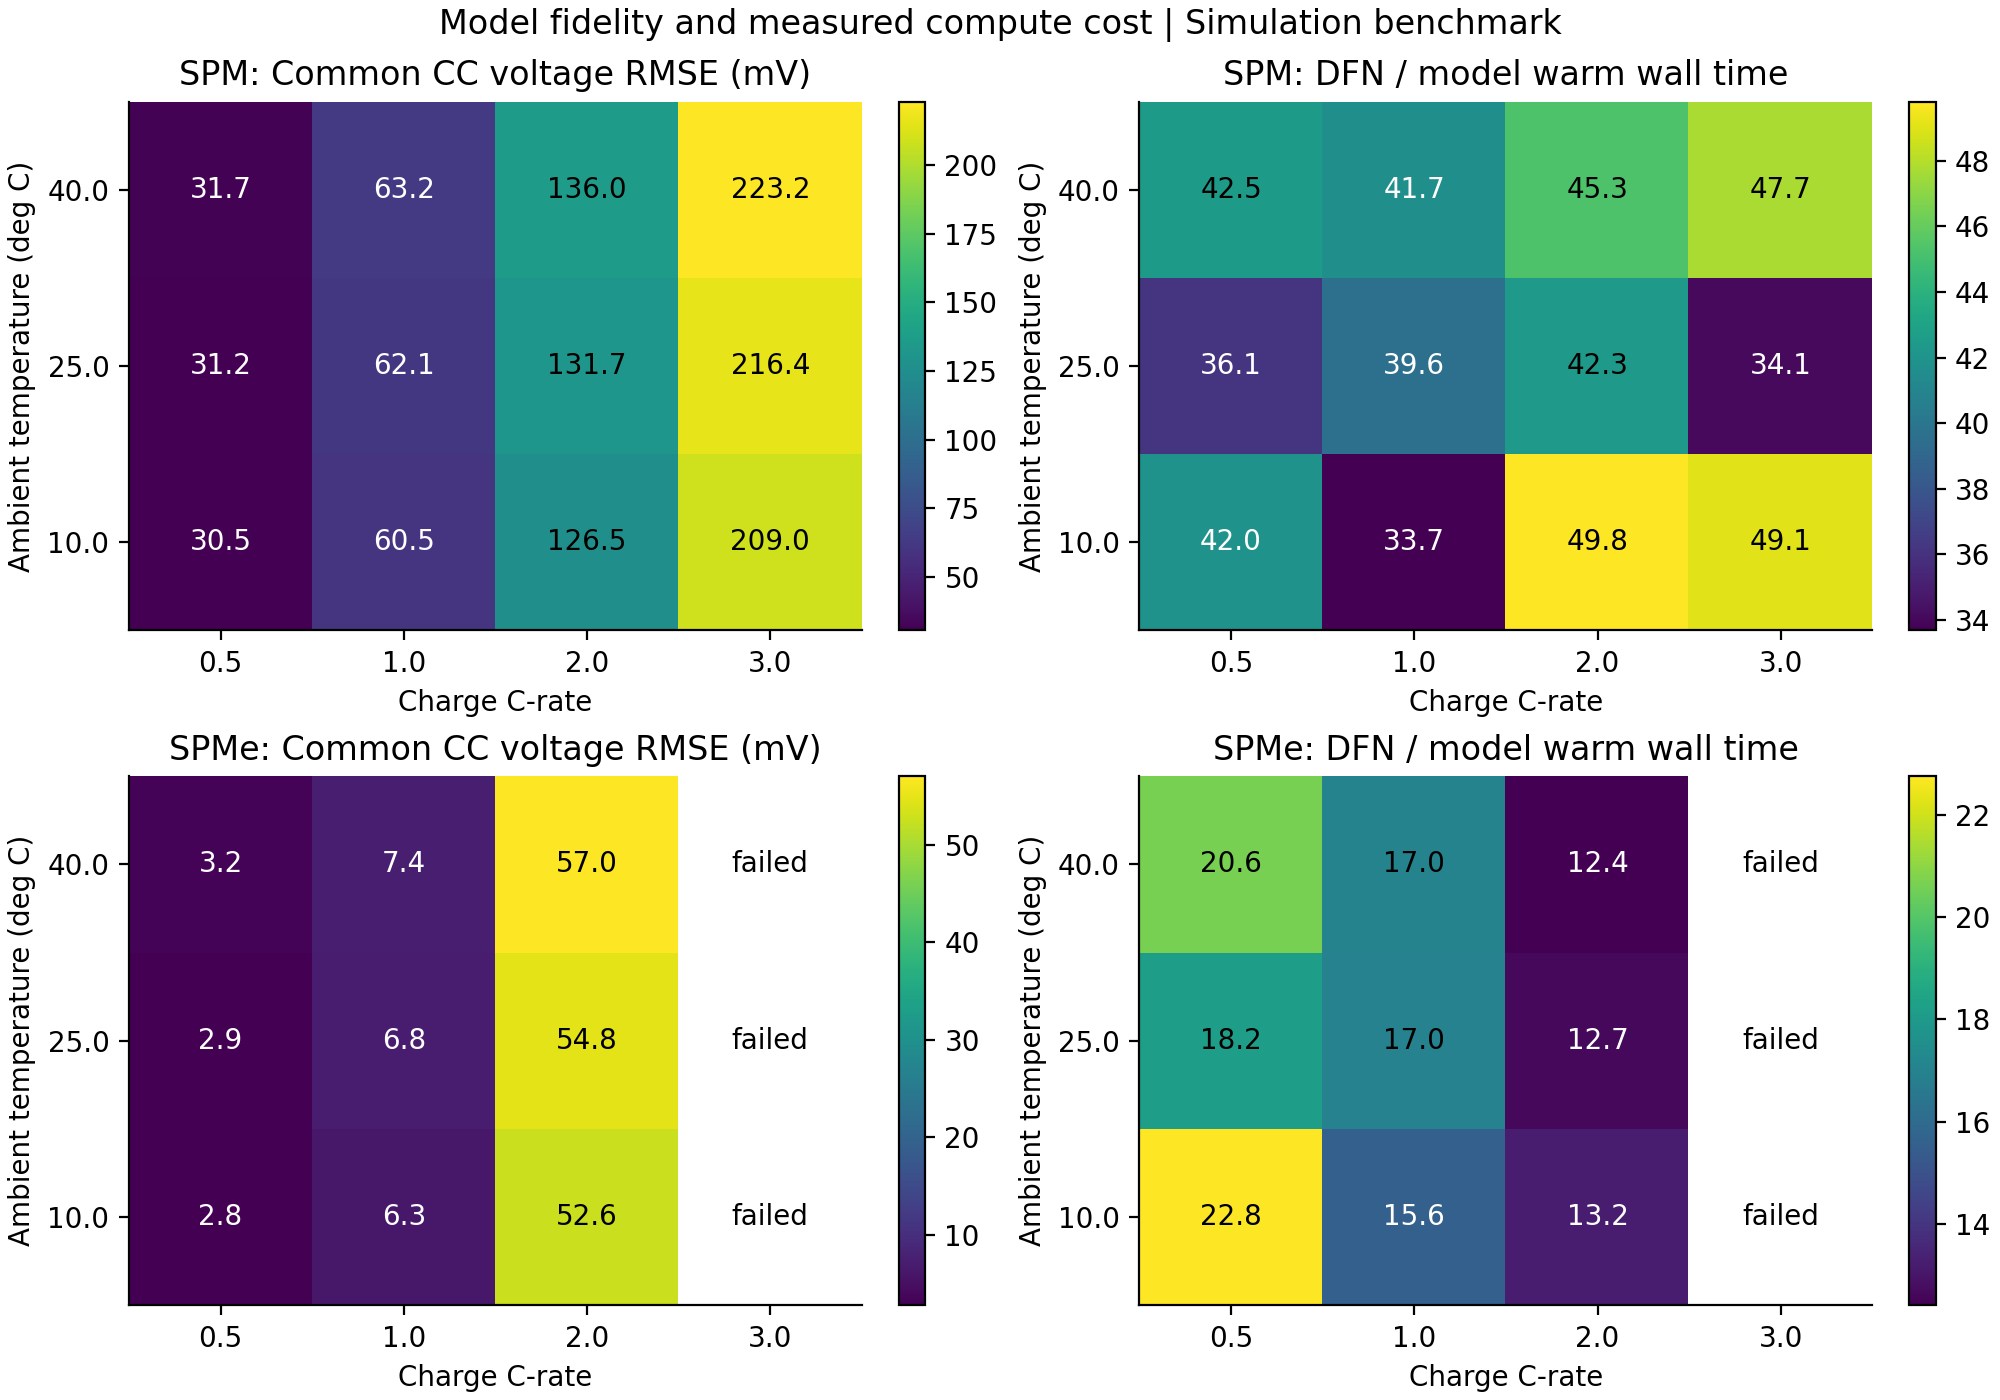 Model fidelity and measured compute cost | Simulation benchmark
SPM: Common CC voltage RMSE (mV)
Ambient temperature (deg C)
40.0
31.7 63.2 136.0 223.2
25.0
31.2 62.1 131.7 216.4
10.0
30.5 60.5 126.5 209.0
0.5 1.0 2.0 3.0
Charge C-rate
200
175
150
125
100
75
50
SPM: DFN / model warm wall time
Ambient temperature (deg C)
40.0
42.5 41.7 45.3 47.7
25.0
36.1 39.6 42.3 34.1
10.0
42.0 33.7 49.8 49.1
0.5 1.0 2.0 3.0
Charge C-rate
48
46
44
42
40
38
36
34
SPMe: Common CC voltage RMSE (mV)
Ambient temperature (deg C)
40.0
3.2 7.4 57.0 failed
25.0
2.9 6.8 54.8 failed
10.0
2.8 6.3 52.6 failed
0.5 1.0 2.0 3.0
Charge C-rate
50
40
30
20
10
SPMe: DFN / model warm wall time
Ambient temperature (deg C)
40.0
20.6 17.0 12.4 failed
25.0
18.2 17.0 12.7 failed
10.0
22.8 15.6 13.2 failed
0.5 1.0 2.0 3.0
Charge C-rate
22
20
18
16
14